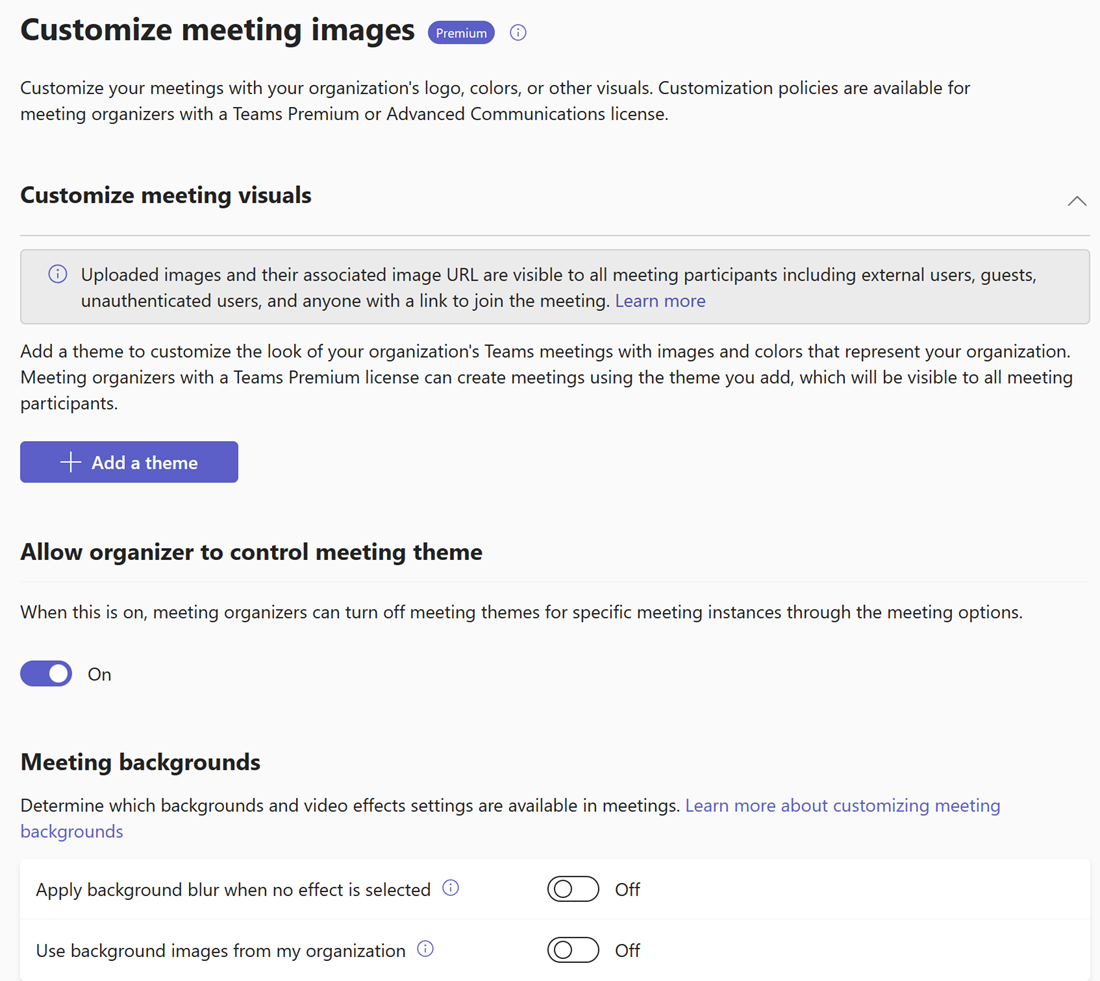 Customize meeting images Premium
Customize your meetings with your organization's logo, colors, or other visuals. Customization policies are available for
meeting organizers with a Teams Premium or Advanced Communications license.
Customize meeting visuals
Uploaded images and their associated image URL are visible to all meeting participants including external users, guests,
unauthenticated users, and anyone with a link to join the meeting. Learn more
Add a theme to customize the look of your organization's Teams meetings with images and colors that represent your organization.
Meeting organizers with a Teams Premium license can create meetings using the theme you add, which will be visible to all meeting
participants.
Add a theme
Allow organizer to control meeting theme
When this is on, meeting organizers can turn off meeting themes for specific meeting instances through the meeting options.
On
Meeting backgrounds
Determine which backgrounds and video effects settings are available in meetings. Learn more about customizing meeting
backgrounds
Apply background blur when no effect is selected Off
Use background images from my organization Off